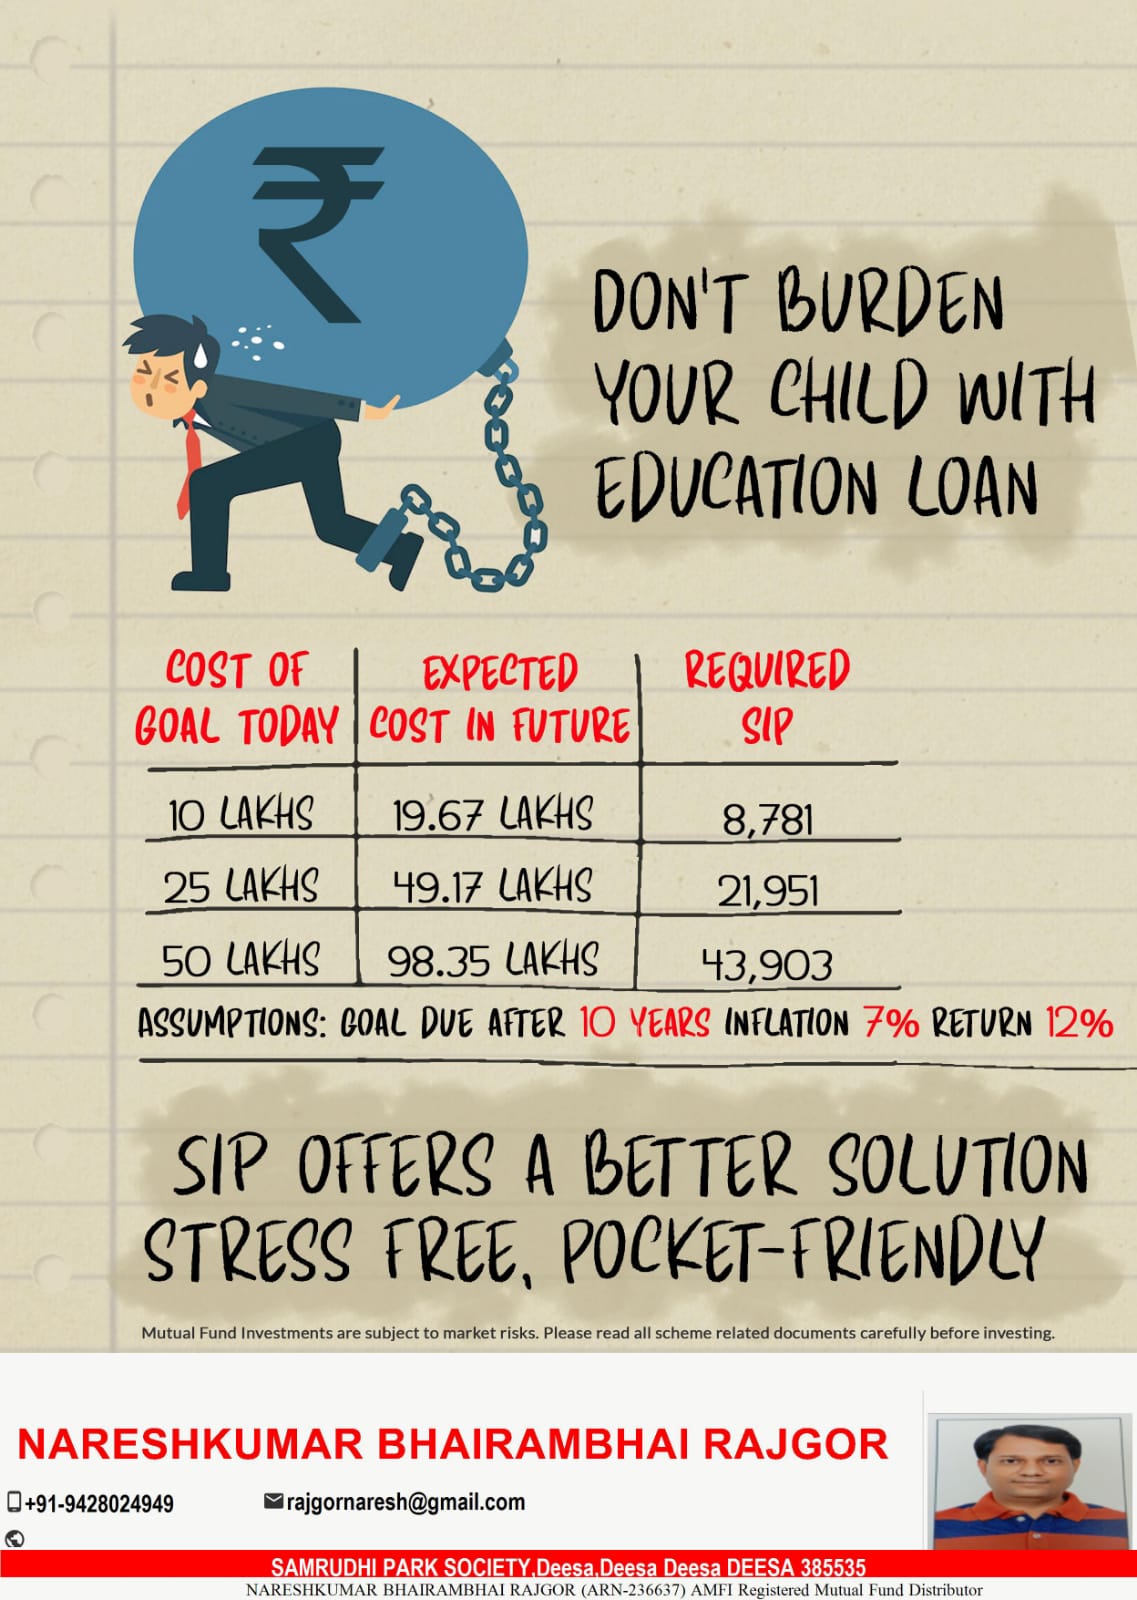 ₹
DON'T BURDEN
YOUR CHILD WITH
EDUCATION LOAN
COST OF GOAL TODAY | EXPECTED COST IN FUTURE | REQUIRED SIP
10 LAKHS | 19.67 LAKHS | 8,781
25 LAKHS | 49.17 LAKHS | 21,951
50 LAKHS | 98.35 LAKHS | 43,903
ASSUMPTIONS: GOAL DUE AFTER 10 YEARS INFLATION 7% RETURN 12%
SIP OFFERS A BETTER SOLUTION
STRESS FREE, POCKET-FRIENDLY
Mutual Fund Investments are subject to market risks. Please read all scheme related documents carefully before investing.
NARESHKUMAR BHAIRAMBHAI RAJGOR
+91-9428024949 rajgornaresh@gmail.com
SAMRUDHI PARK SOCIETY,Deesa,Deesa Deesa DEESA 385535
NARESHKUMAR BHAIRAMBHAI RAJGOR (ARN-236637) AMFI Registered Mutual Fund Distributor